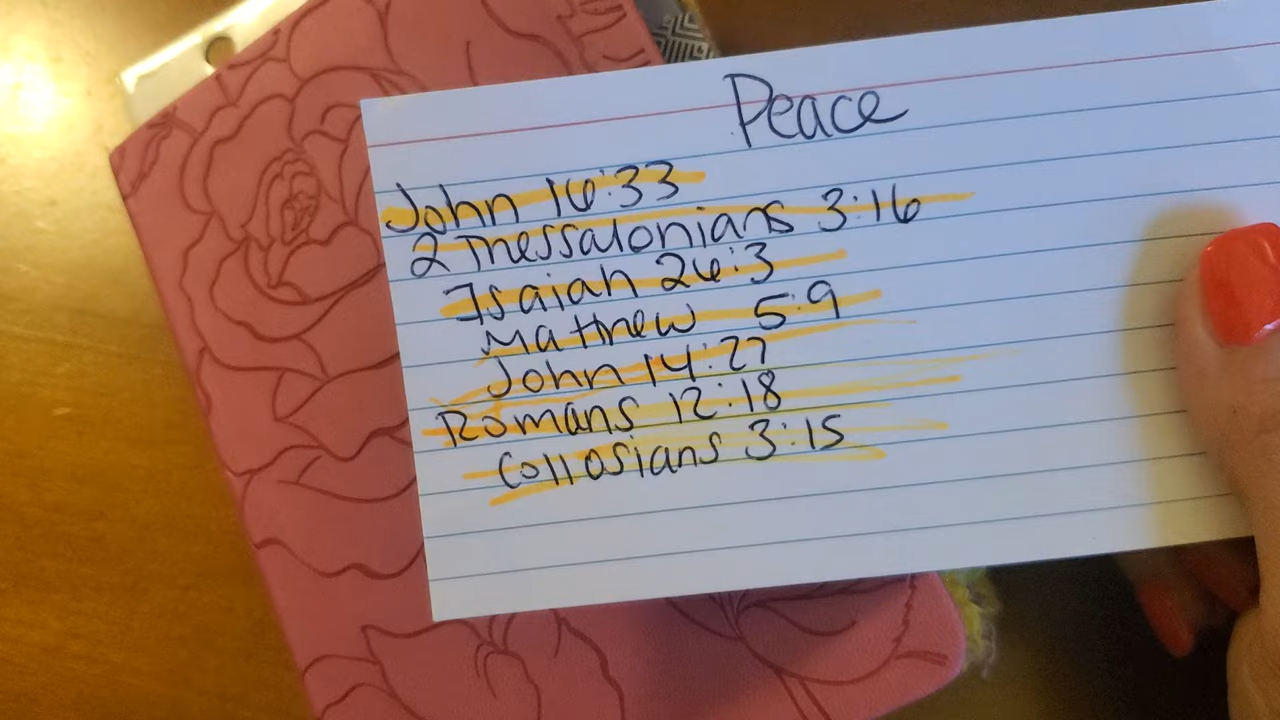 Peace
John 16:33
2 Thessalonians 3:16
Isaiah 26:3
Matthew 5:9
John 14:27
Romans 12:18
Collosians 3:15